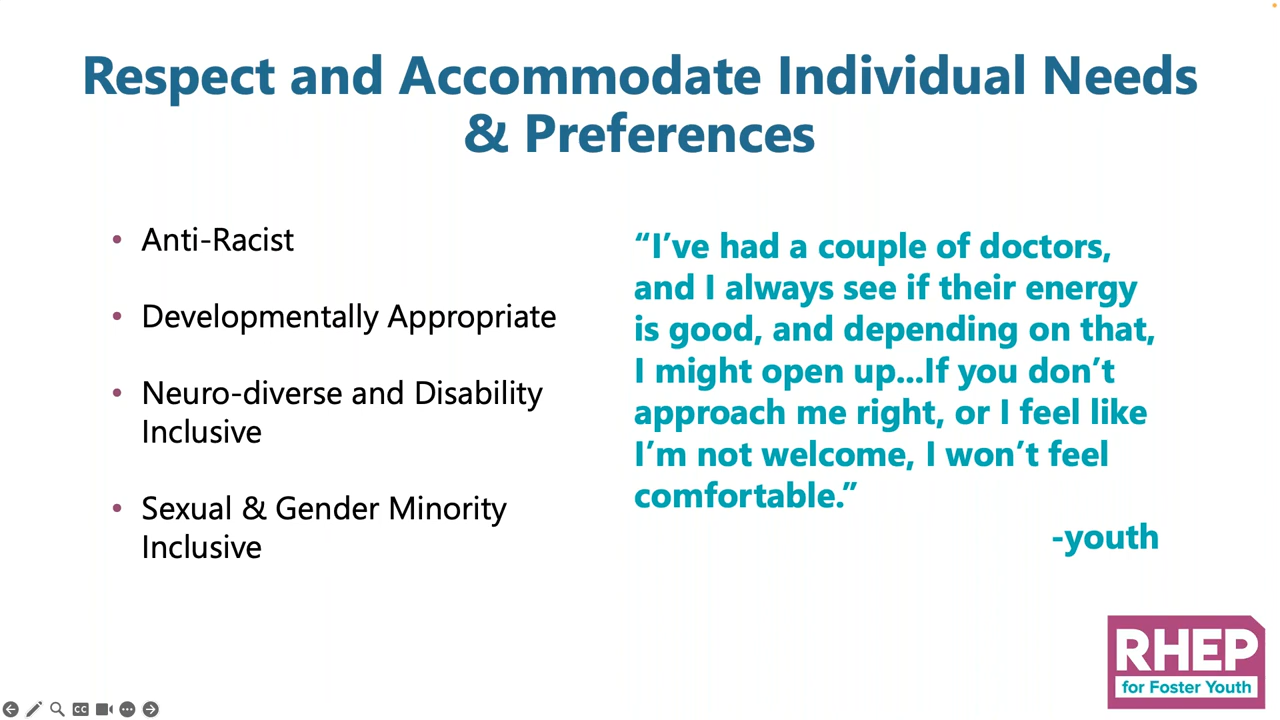 Respect and Accommodate Individual Needs
& Preferences
• Anti-Racist
• Developmentally Appropriate
• Neuro-diverse and Disability
Inclusive
• Sexual & Gender Minority
Inclusive
“I’ve had a couple of doctors,
and I always see if their energy
is good, and depending on that,
I might open up...If you don’t
approach me right, or I feel like
I’m not welcome, I won’t feel
comfortable.”
-youth
RHEP
for Foster Youth
CC